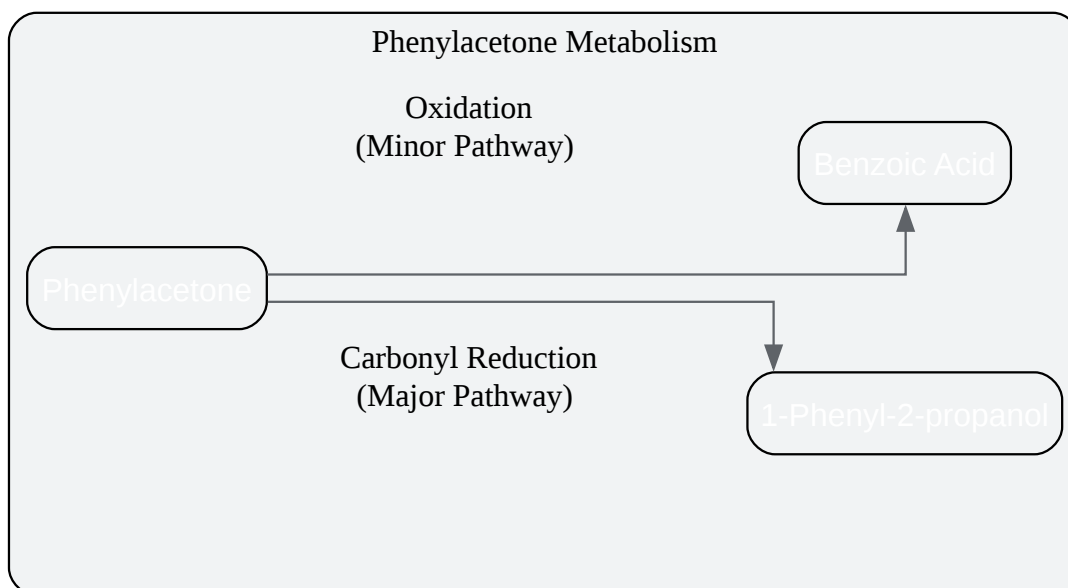 Phenylacetone Metabolism
Oxidation
(Minor Pathway)
Benzoic Acid
Phenylacetone
Carbonyl Reduction
(Major Pathway)
1-Phenyl-2-propanol